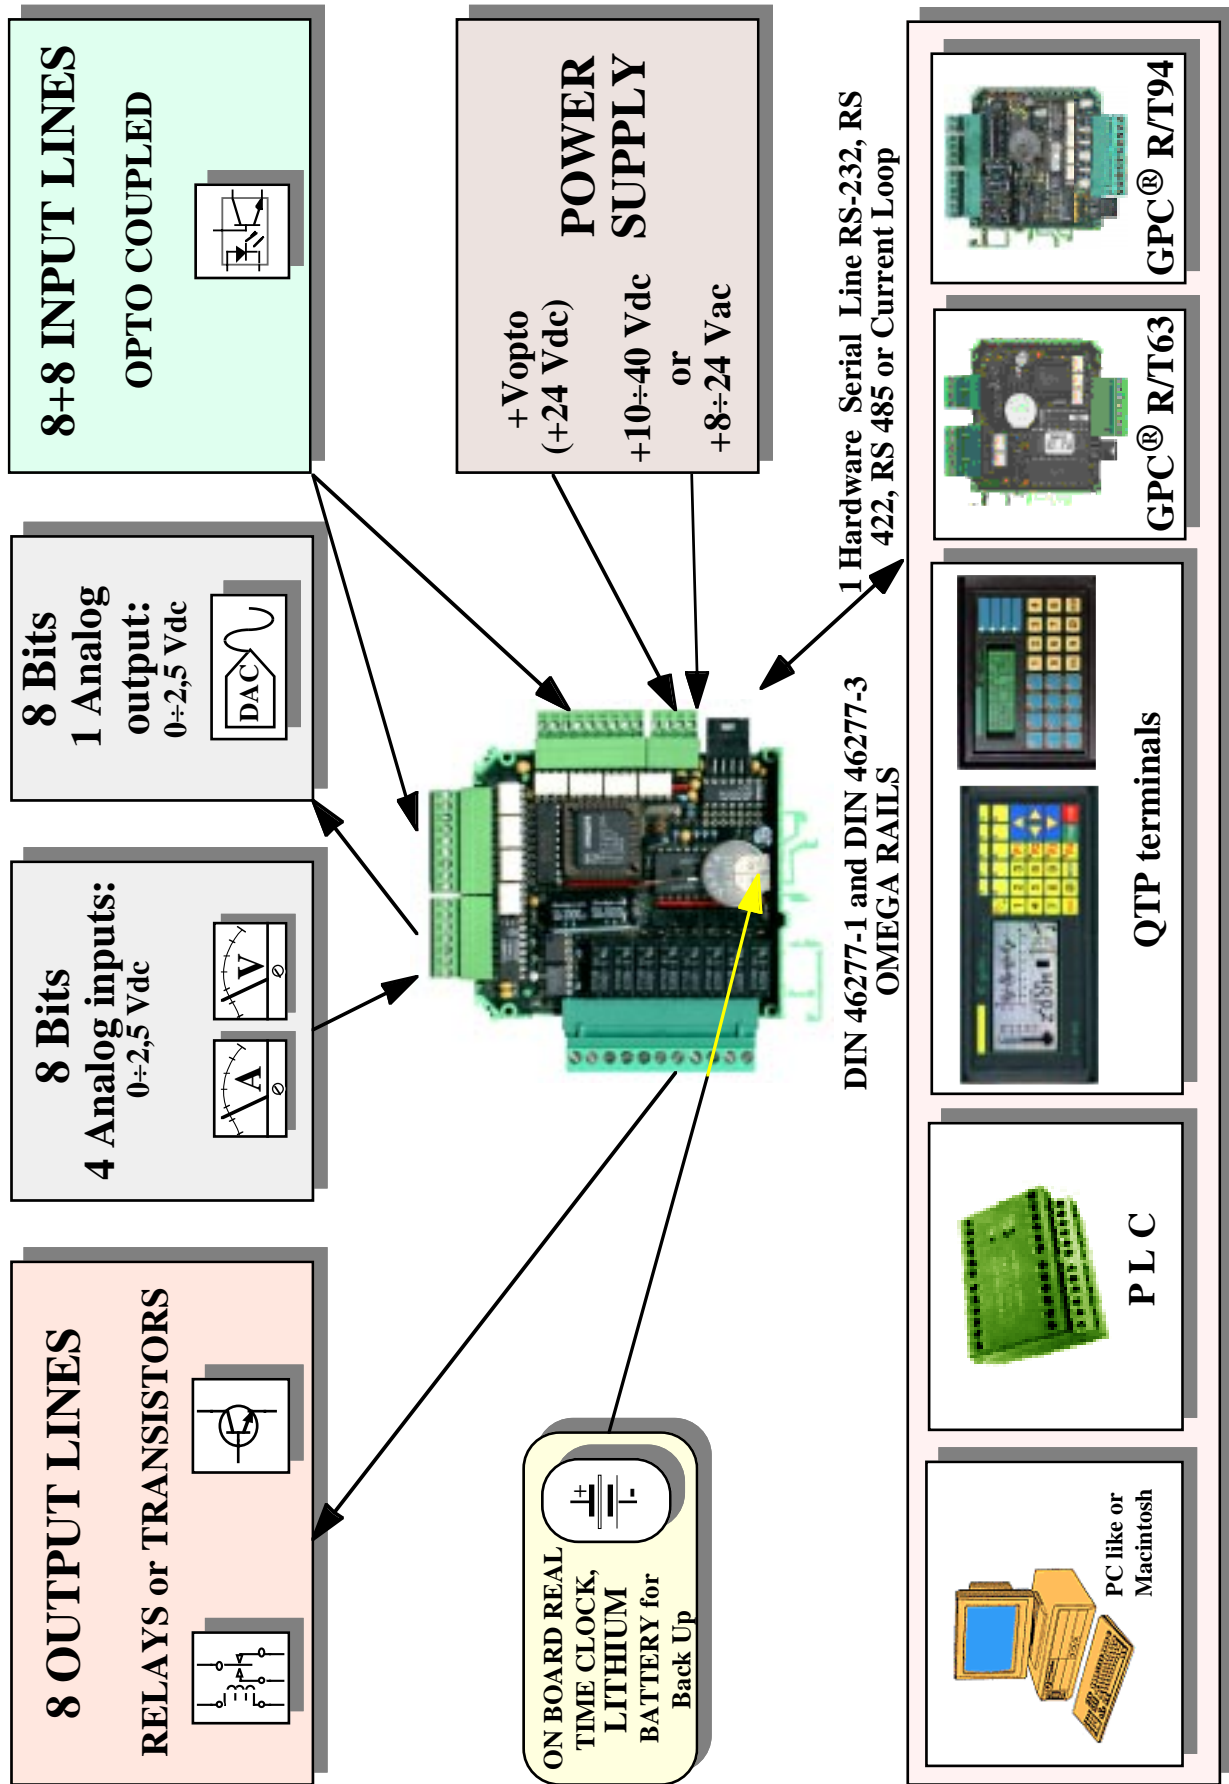 8 OUTPUT LINES
RELAYS or TRANSISTORS
8 Bits
4 Analog inputs:
0÷2,5 Vdc
A
V
8 Bits
1 Analog
output:
0÷2,5 Vdc
DAC
8+8 INPUT LINES
OPTO COUPLED
ON BOARD REAL
TIME CLOCK,
LITHIUM
BATTERY for
Back Up
+
-
POWER
SUPPLY
+Vopto
(+24 Vdc)
+10÷40 Vdc
or
+8÷24 Vac
DIN 46277-1 and DIN 46277-3
OMEGA RAILS
1 Hardware Serial Line RS-232, RS
422, RS 485 or Current Loop
PC like or
Macintosh
P L C
QTP terminals
GPC® R/T63
GPC® R/T94